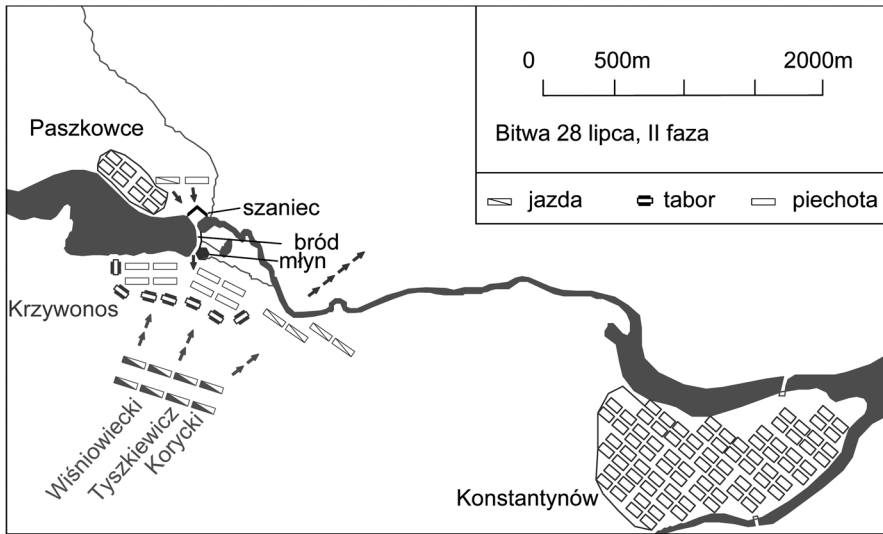 0 500m 2000m
Bitwa 28 lipca, II faza
jazda tabor piechota
Paszkowce
szaniec
bród
młyn
Krzywonos
Wiśniowiecki
Tyszkiewicz
Korycki
Konstantynów